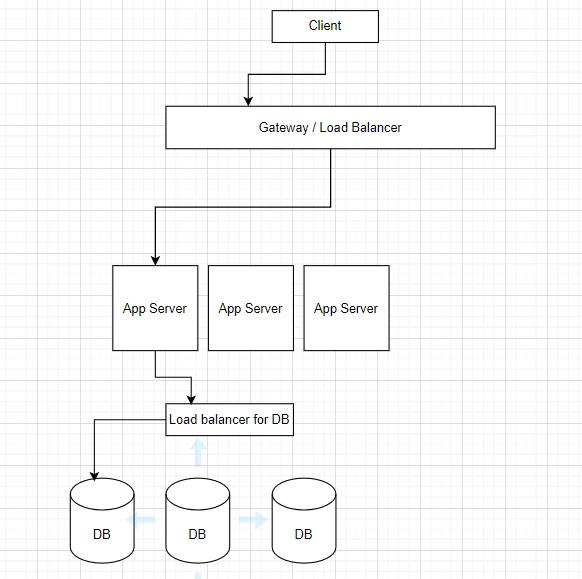 Client
Gateway / Load Balancer
App Server
App Server
App Server
Load balancer for DB
DB
DB
DB